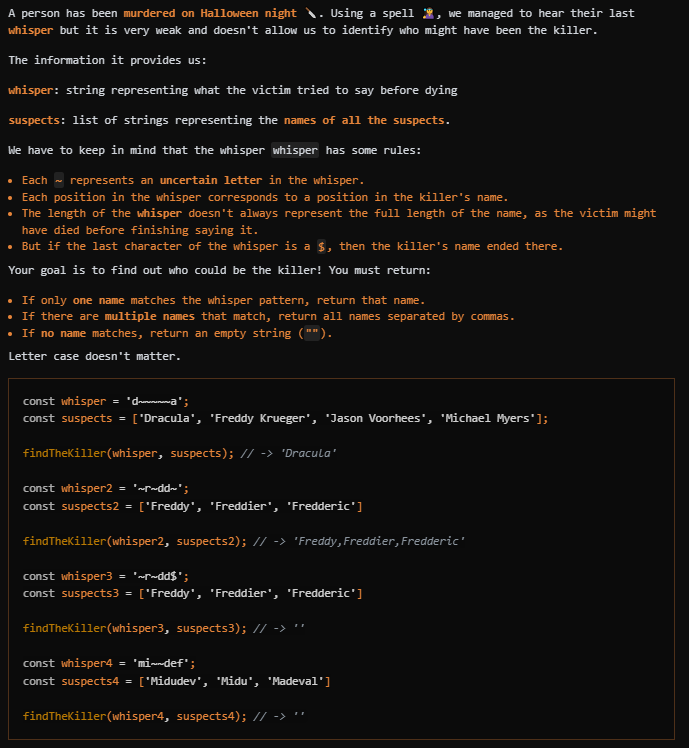 A person has been murdered on Halloween night 🔪. Using a spell 🧙‍♀️, we managed to hear their last
whisper but it is very weak and doesn't allow us to identify who might have been the killer.
The information it provides us:
whisper: string representing what the victim tried to say before dying
suspects: list of strings representing the names of all the suspects.
We have to keep in mind that the whisper whisper has some rules:
• Each ~ represents an uncertain letter in the whisper.
• Each position in the whisper corresponds to a position in the killer's name.
• The length of the whisper doesn't always represent the full length of the name, as the victim might
have died before finishing saying it.
• But if the last character of the whisper is a $, then the killer's name ended there.
Your goal is to find out who could be the killer! You must return:
• If only one name matches the whisper pattern, return that name.
• If there are multiple names that match, return all names separated by commas.
• If no name matches, return an empty string ("").
Letter case doesn't matter.
const whisper = 'd~~~~~a';
const suspects = ['Dracula', 'Freddy Krueger', 'Jason Voorhees', 'Michael Myers'];
findTheKiller(whisper, suspects); // -> 'Dracula'
const whisper2 = '~r~dd~';
const suspects2 = ['Freddy', 'Freddier', 'Fredderic']
findTheKiller(whisper2, suspects2); // -> 'Freddy,Freddier,Fredderic'
const whisper3 = '~r~dd$';
const suspects3 = ['Freddy', 'Freddier', 'Fredderic']
findTheKiller(whisper3, suspects3); // -> ''
const whisper4 = 'mi~~def';
const suspects4 = ['Midudev', 'Midu', 'Madeval']
findTheKiller(whisper4, suspects4); // -> ''